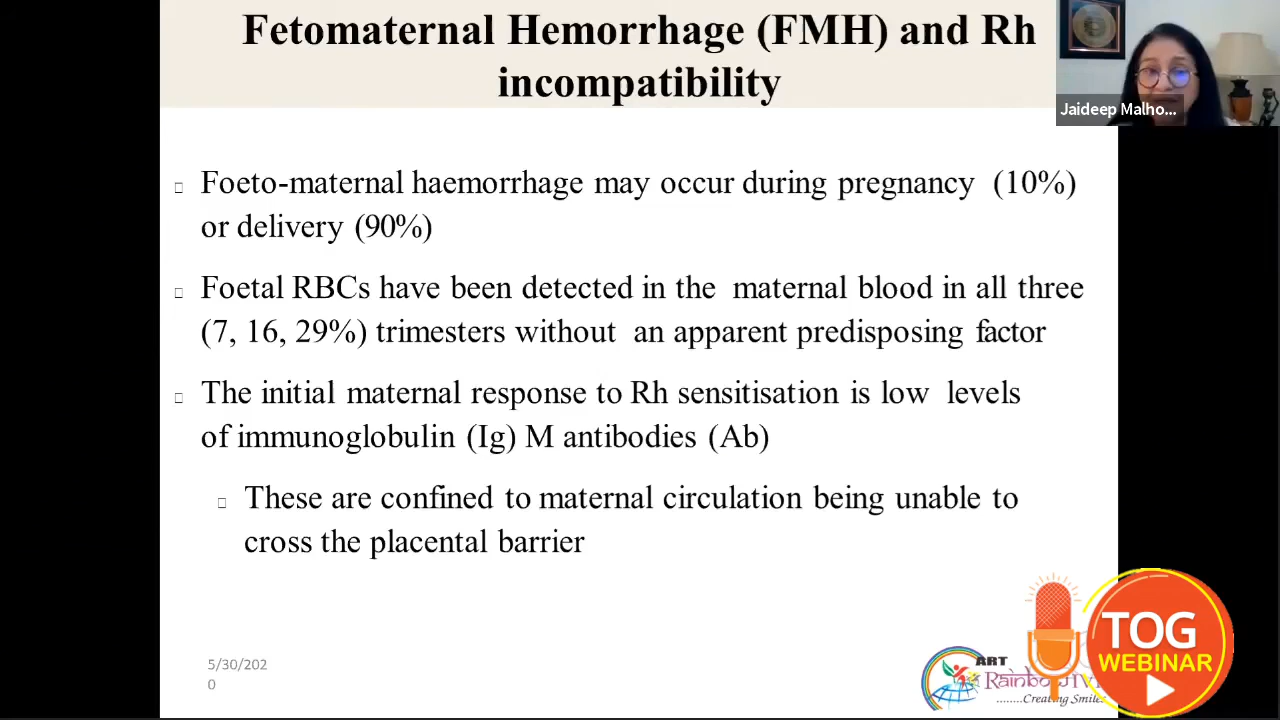 Fetomaternal Hemorrhage (FMH) and Rh
incompatibility
Jaideep Malho...
Foeto-maternal haemorrhage may occur during pregnancy (10%)
or delivery (90%)
Foetal RBCs have been detected in the maternal blood in all three
(7, 16, 29%) trimesters without an apparent predisposing factor
The initial maternal response to Rh sensitisation is low levels
of immunoglobulin (Ig) M antibodies (Ab)
These are confined to maternal circulation being unable to
cross the placental barrier
5/30/202
0
ART
Rainbow IV
........Creating Smiles
TOG
WEBINAR